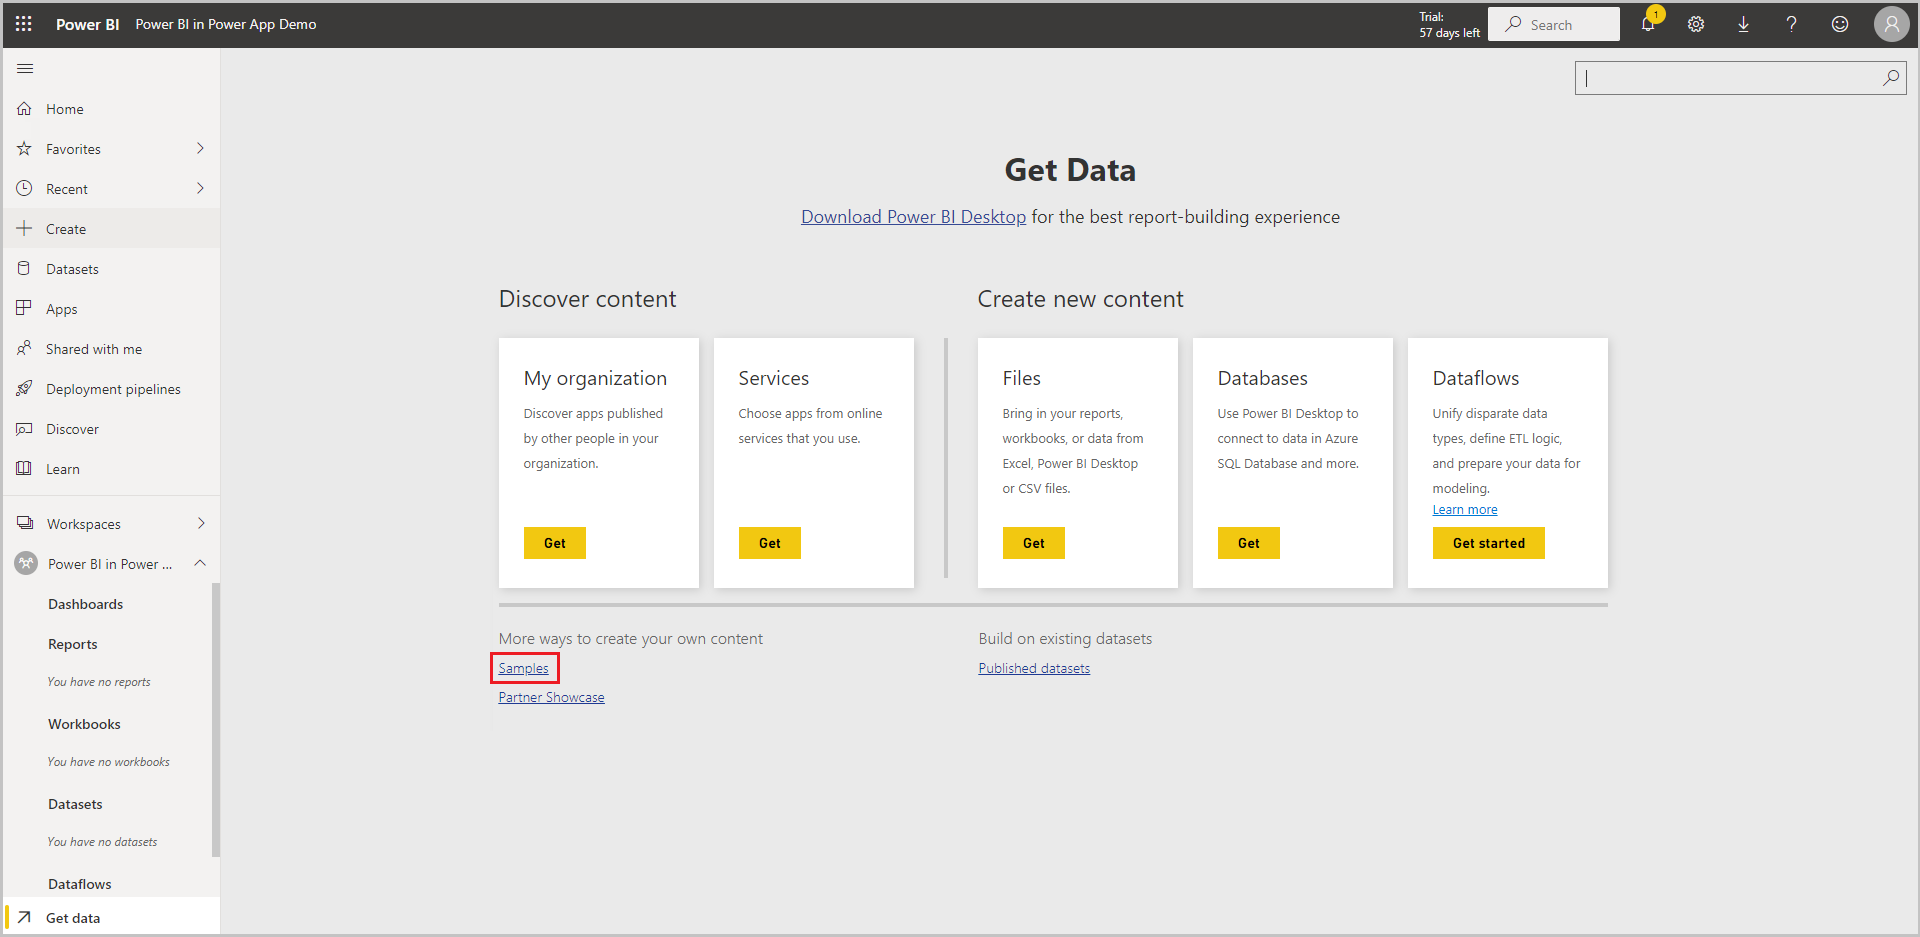 Power BI Power BI in Power App Demo
Trial:
57 days left
Search
1
Home
Favorites
Recent
Create
Datasets
Apps
Shared with me
Deployment pipelines
Discover
Learn
Workspaces
Power BI in Power ...
Dashboards
Reports
You have no reports
Workbooks
You have no workbooks
Datasets
You have no datasets
Dataflows
Get data
Get Data
Download Power BI Desktop for the best report-building experience
Discover content
My organization
Discover apps published
by other people in your
organization.
Get
Services
Choose apps from online
services that you use.
Get
Create new content
Files
Bring in your reports,
workbooks, or data from
Excel, Power BI Desktop
or CSV files.
Get
Databases
Use Power BI Desktop to
connect to data in Azure
SQL Database and more.
Get
Dataflows
Unify disparate data
types, define ETL logic,
and prepare your data for
modeling.
Learn more
Get started
More ways to create your own content
Samples
Partner Showcase
Build on existing datasets
Published datasets